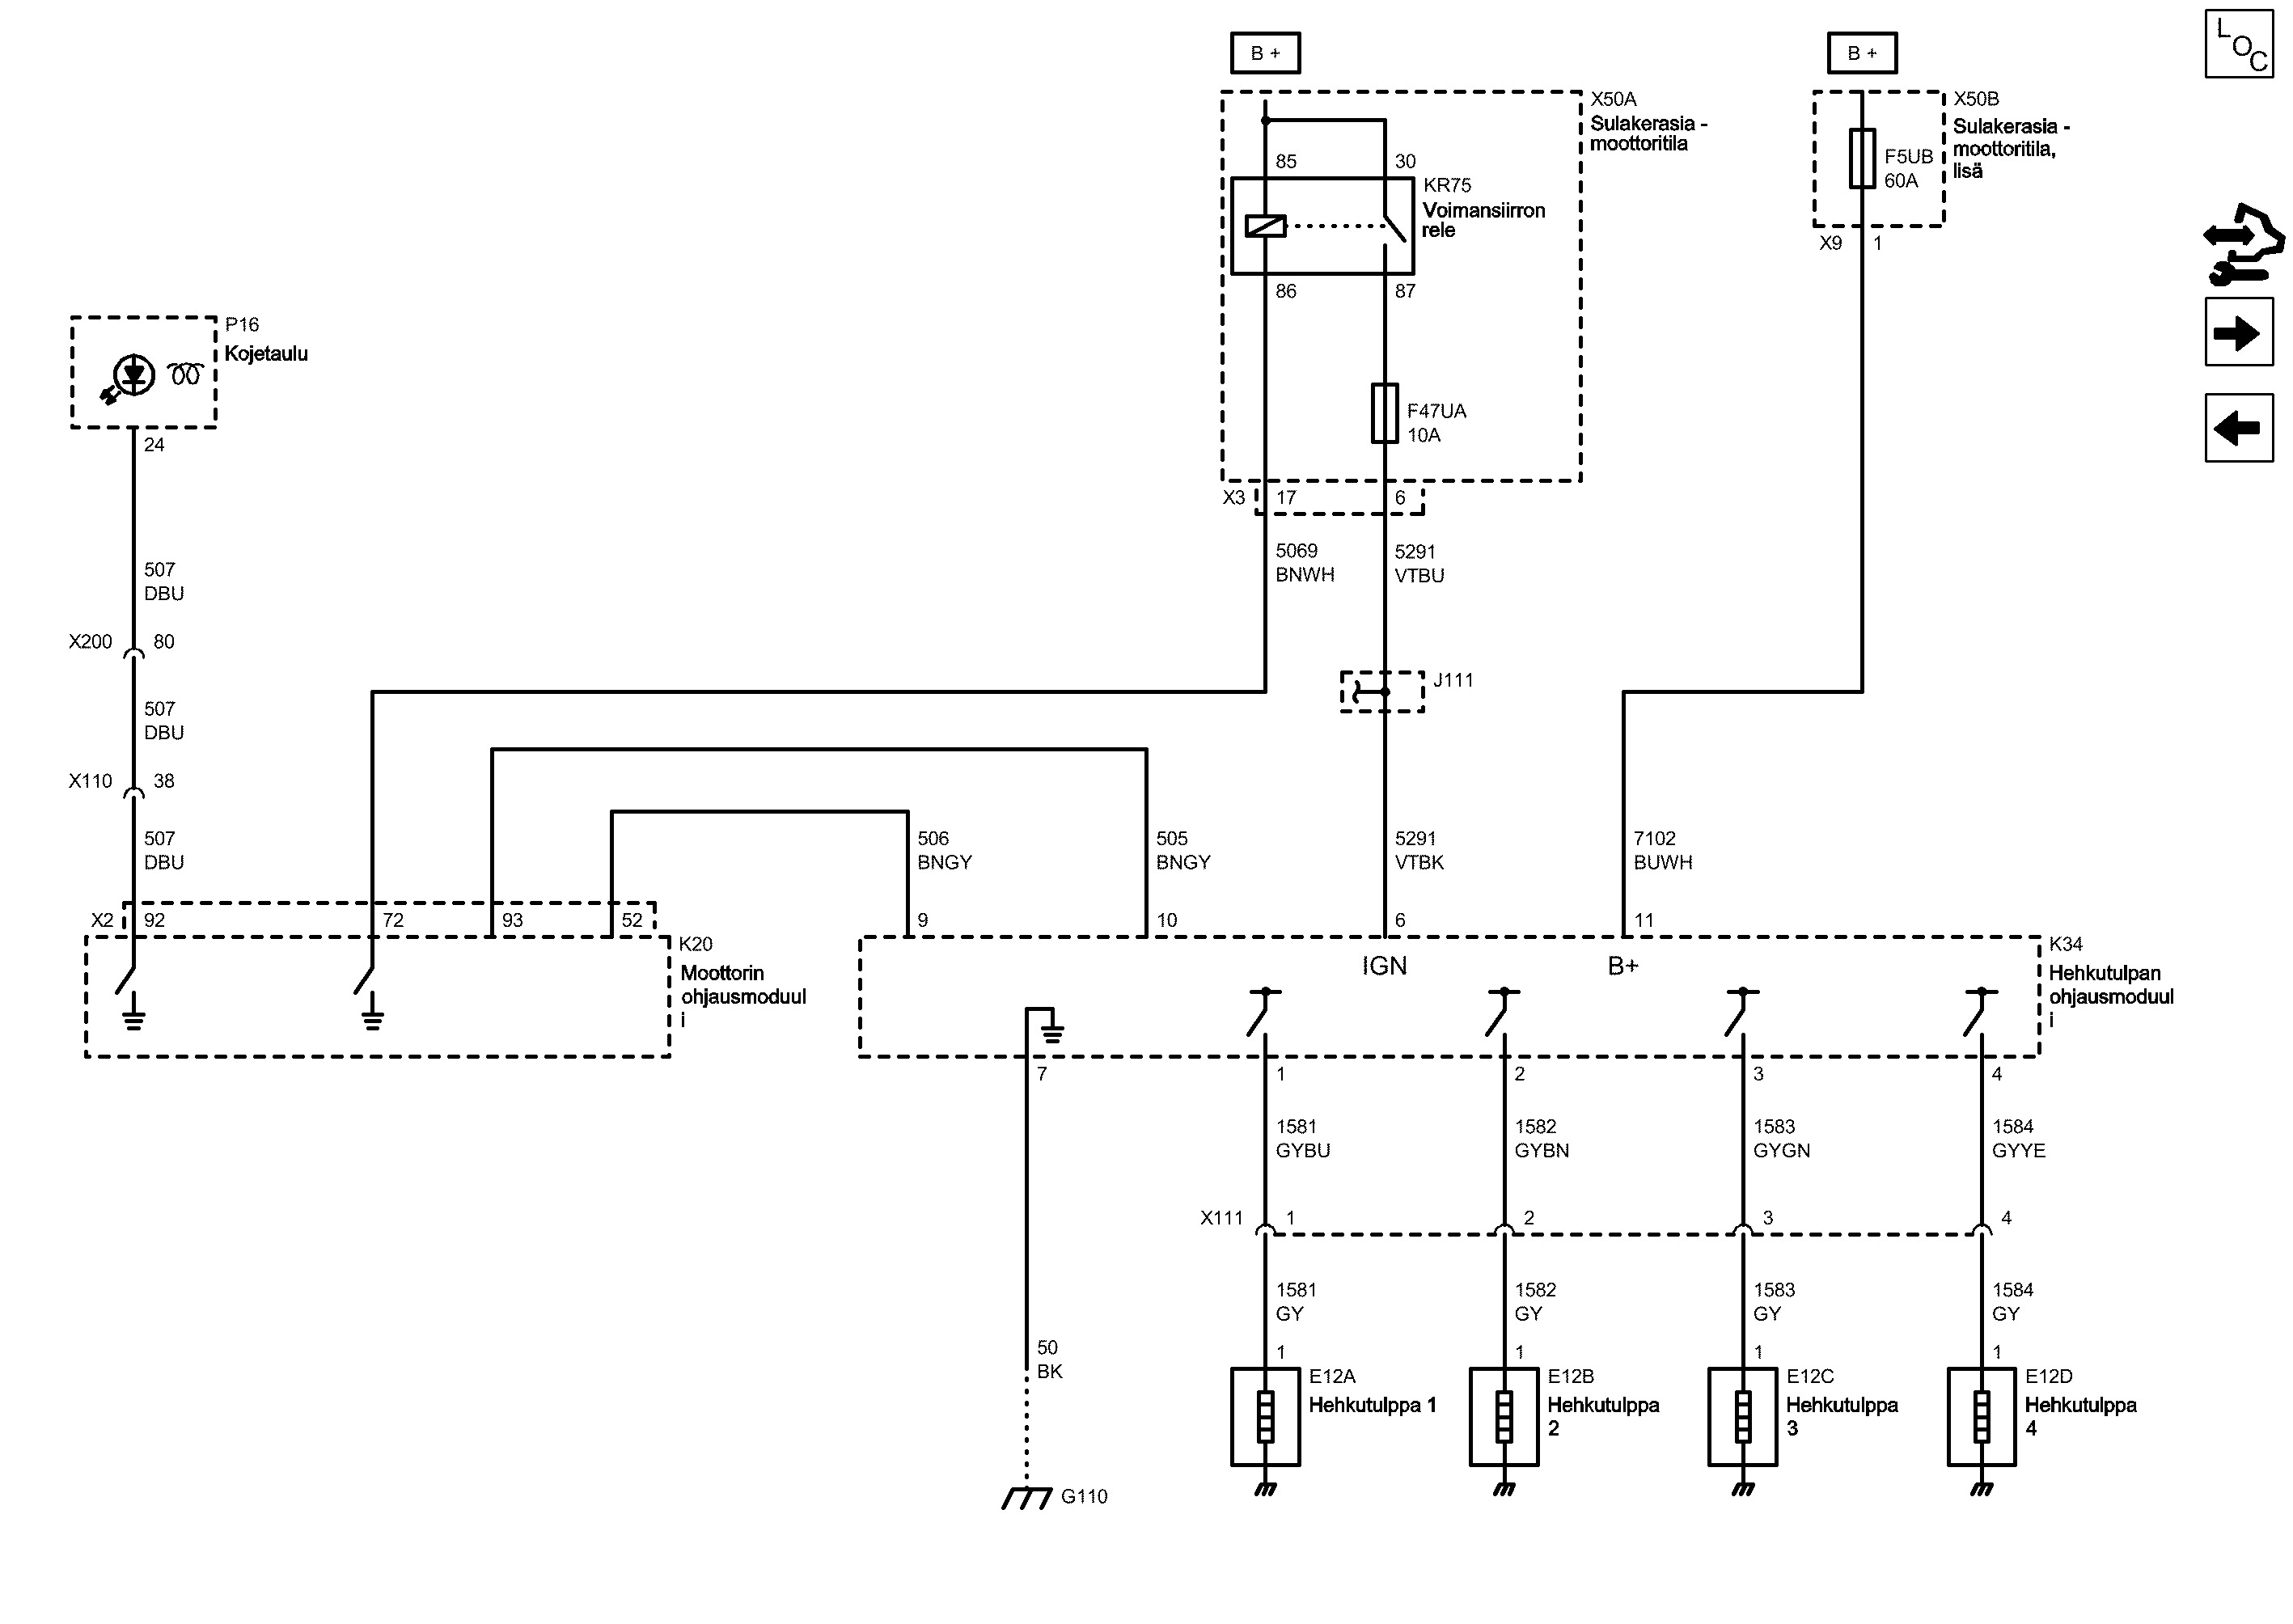 B +
B +
LOC
X50A
Sulakerasia -
moottoritila
85
30
KR75
Voimansiirron
rele
86
87
F47UA
10A
X3
17
6
X50B
Sulakerasia -
moottoritila,
lisä
F5UB
60A
X9
1
P16
Kojetaulu
24
507
DBU
X200
80
507
DBU
X110
38
507
DBU
5069
BNWH
5291
VTBU
J111
506
BNGY
505
BNGY
5291
VTBK
7102
BUWH
X2
92
72
93
52
K20
Moottorin
ohjausmoduul
i
9
10
6
11
IGN
B+
K34
Hehkutulpan
ohjausmoduul
i
7
1
2
3
4
1581
GYBU
1582
GYBN
1583
GYGN
1584
GYYE
X111
1
2
3
4
1581
GY
1582
GY
1583
GY
1584
GY
50
BK
1
1
1
1
E12A
Hehkutulppa 1
E12B
Hehkutulppa
2
E12C
Hehkutulppa
3
E12D
Hehkutulppa
4
G110